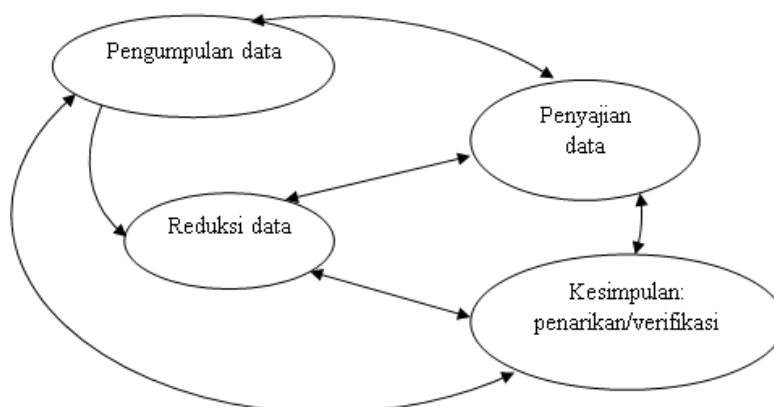 Pengumpulan data
Penyajian
data
Reduksi data
Kesimpulan:
penarikan/verifikasi